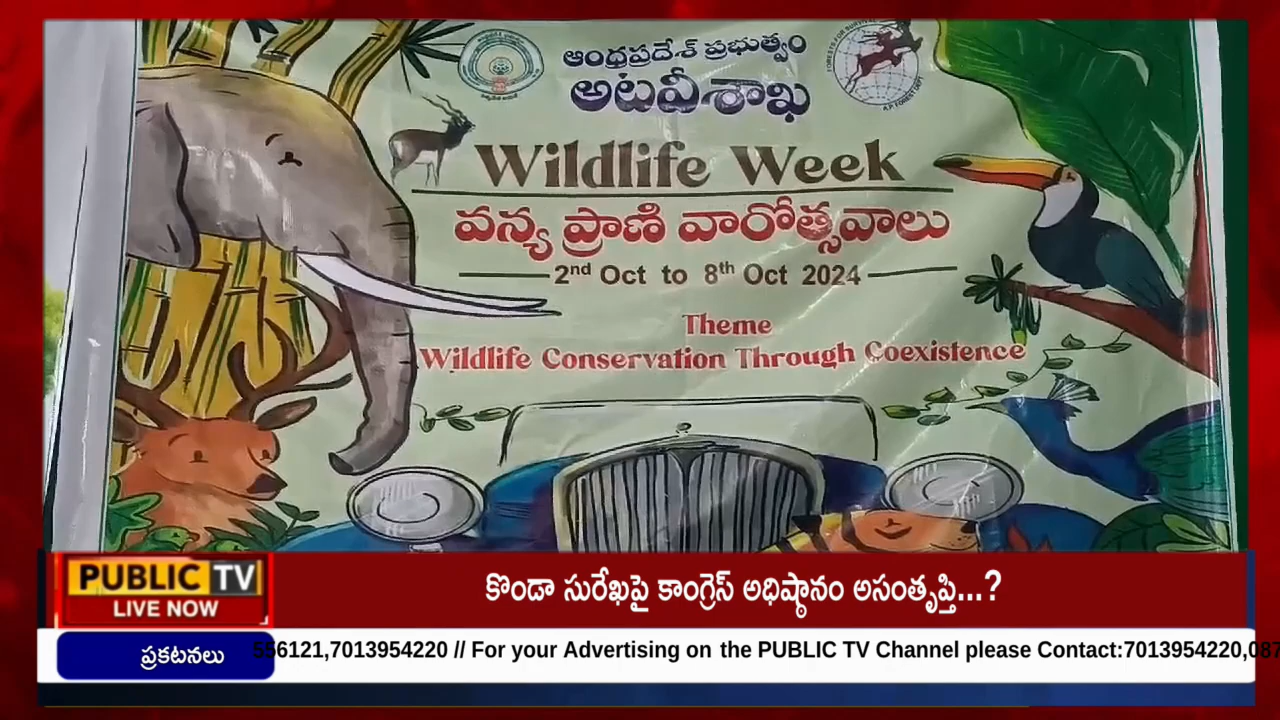 ఆంధ్రప్రదేశ్ ప్రభుత్వం
అటవీశాఖ
A.P. FOREST DEPT
Wildlife Week
వన్య ప్రాణి వారోత్సవాలు
2nd Oct to 8th Oct 2024
Theme
Wildlife Conservation Through Coexistence
PUBLIC TV
LIVE NOW
కొండా సురేఖపై కాంగ్రెస్ అధిష్ఠానం అసంతృప్తి...?
ప్రకటనలు
556121,7013954220 // For your Advertising on the PUBLIC TV Channel please Contact:7013954220,087